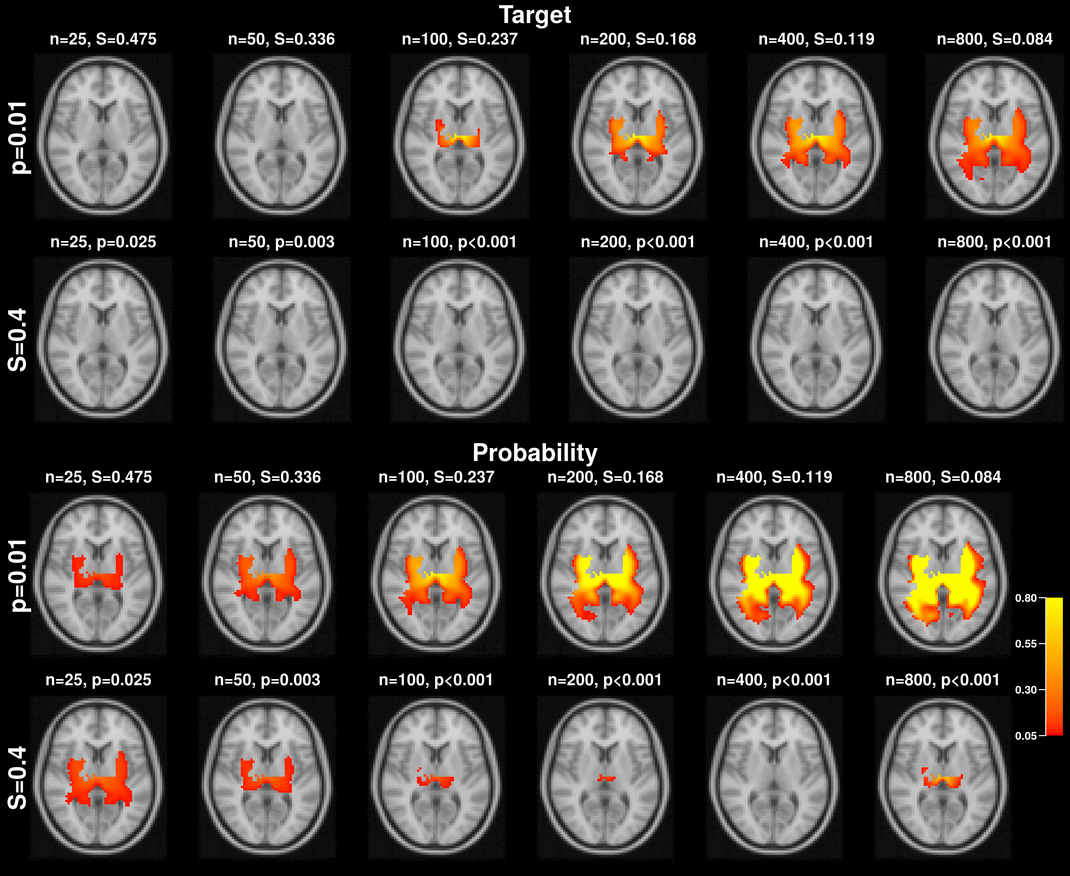 Target
n=25, S=0.475 n=50, S=0.336 n=100, S=0.237 n=200, S=0.168 n=400, S=0.119 n=800, S=0.084
p=0.01
n=25, p=0.025 n=50, p=0.003 n=100, p<0.001 n=200, p<0.001 n=400, p<0.001 n=800, p<0.001
S=0.4
Probability
n=25, S=0.475 n=50, S=0.336 n=100, S=0.237 n=200, S=0.168 n=400, S=0.119 n=800, S=0.084
p=0.01
0.80
0.55
0.30
0.05
n=25, p=0.025 n=50, p=0.003 n=100, p<0.001 n=200, p<0.001 n=400, p<0.001 n=800, p<0.001
S=0.4